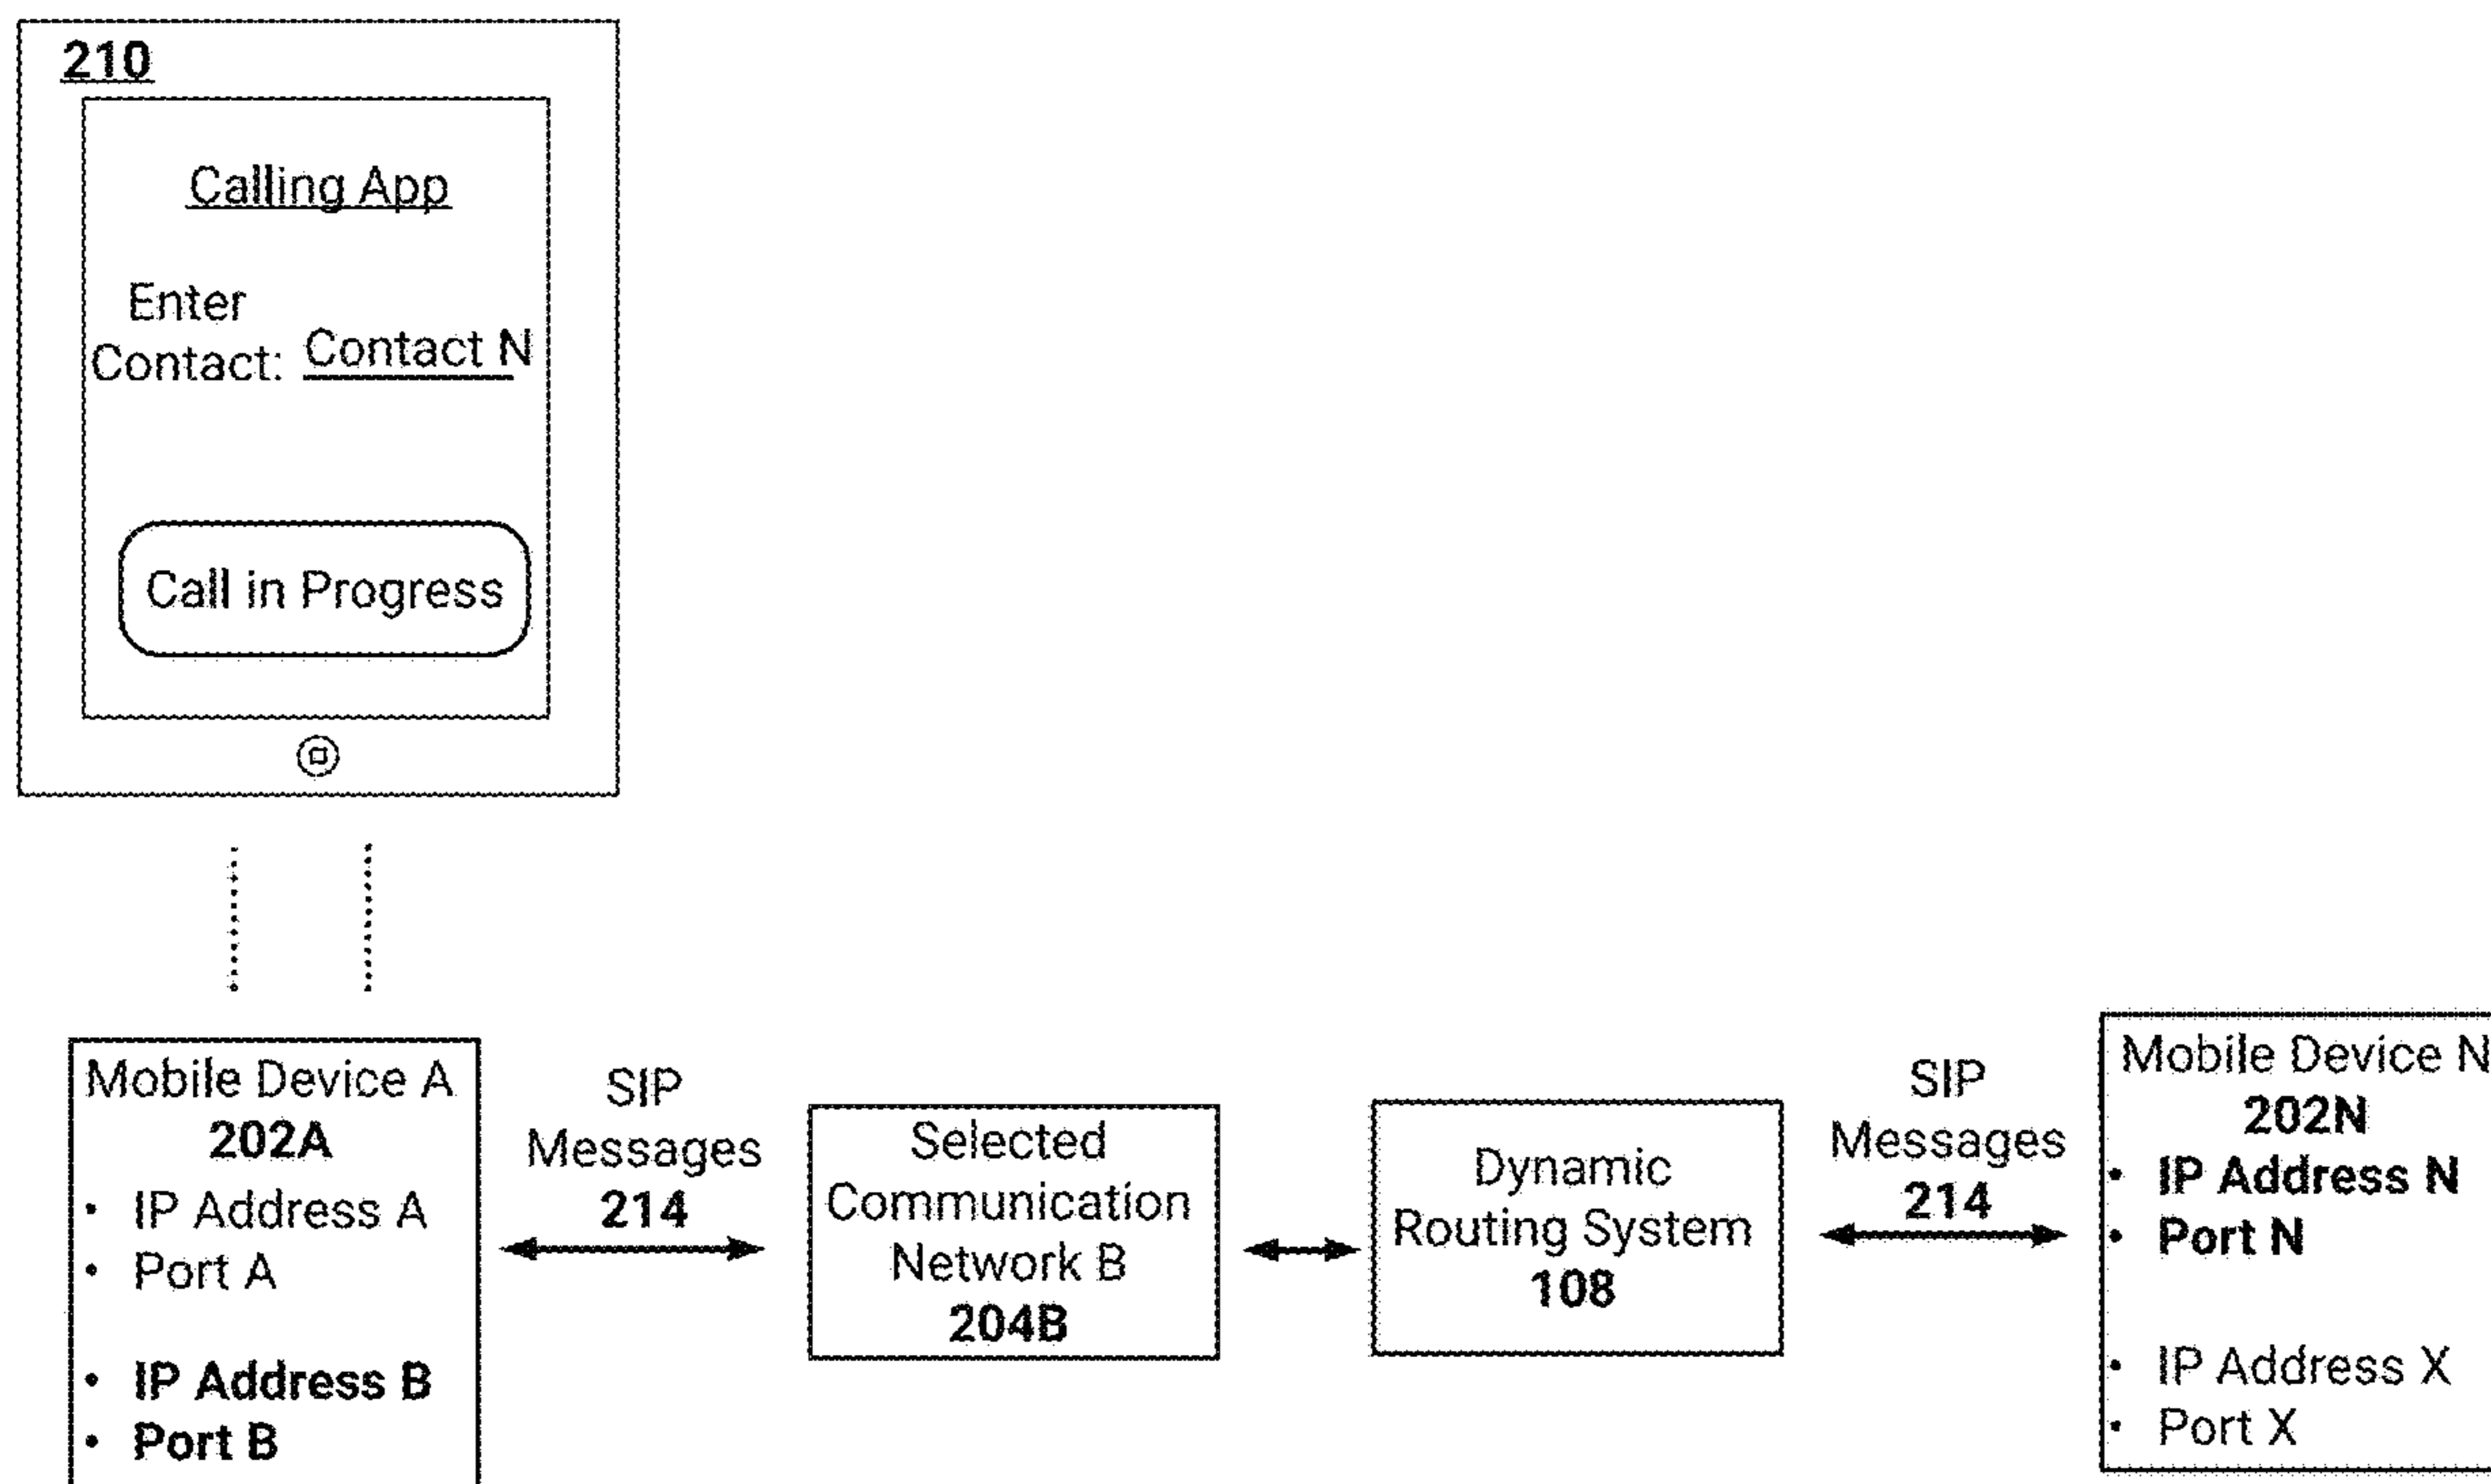 210
Calling App
Enter
Contact: Contact N
Call in Progress
Mobile Device A
202A
• IP Address A
• Port A
• IP Address B
• Port B
SIP
Messages
214
Selected
Communication
Network B
204B
Dynamic
Routing System
108
SIP
Messages
214
Mobile Device N
202N
• IP Address N
• Port N
• IP Address X
• Port X